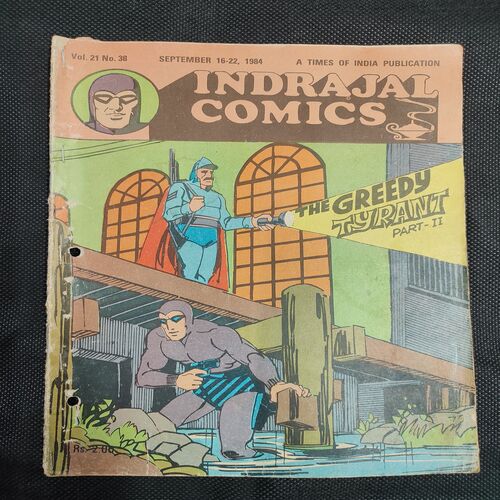 Vol. 21 No. 38 SEPTEMBER 16-22, 1984 A TIMES OF INDIA PUBLICATION
INDRAJAL
COMICS
THE GREEDY
TYRANT
PART-II
Rs. 2.00